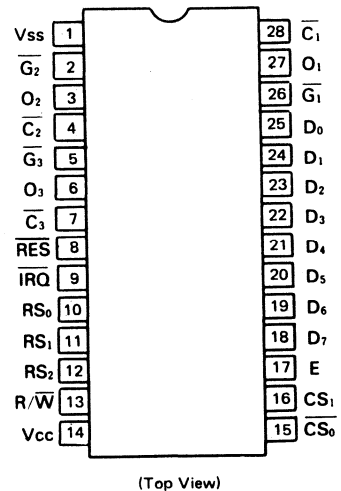 Vss 1 28 C̅₁
G̅₂ 2 27 O₁
O₂ 3 26 G̅₁
C̅₂ 4 25 D₀
G̅₃ 5 24 D₁
O₃ 6 23 D₂
C̅₃ 7 22 D₃
R̅E̅S̅ 8 21 D₄
I̅R̅Q̅ 9 20 D₅
RS₀ 10 19 D₆
RS₁ 11 18 D₇
RS₂ 12 17 E
R/W̅ 13 16 CS₁
Vcc 14 15 C̅S̅₀
(Top View)